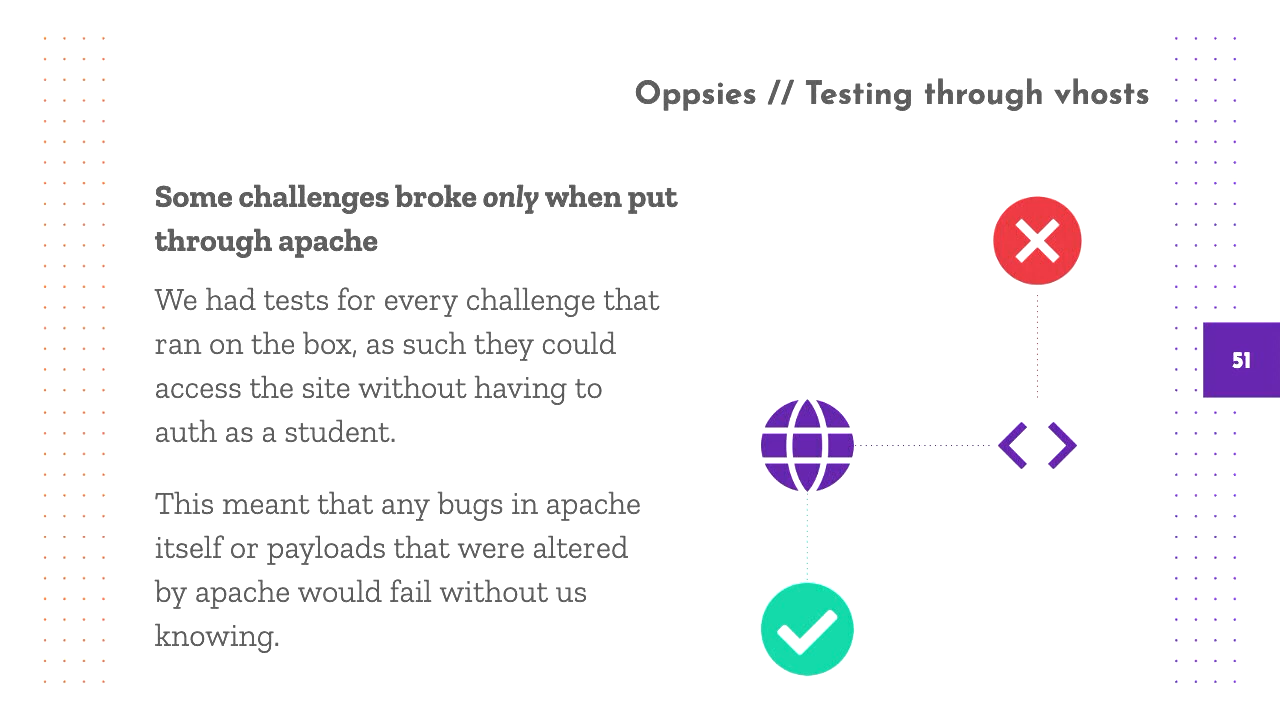 Oppsies // Testing through vhosts
Some challenges broke only when put
through apache
We had tests for every challenge that
ran on the box, as such they could
access the site without having to
auth as a student.
This meant that any bugs in apache
itself or payloads that were altered
by apache would fail without us
knowing.
51